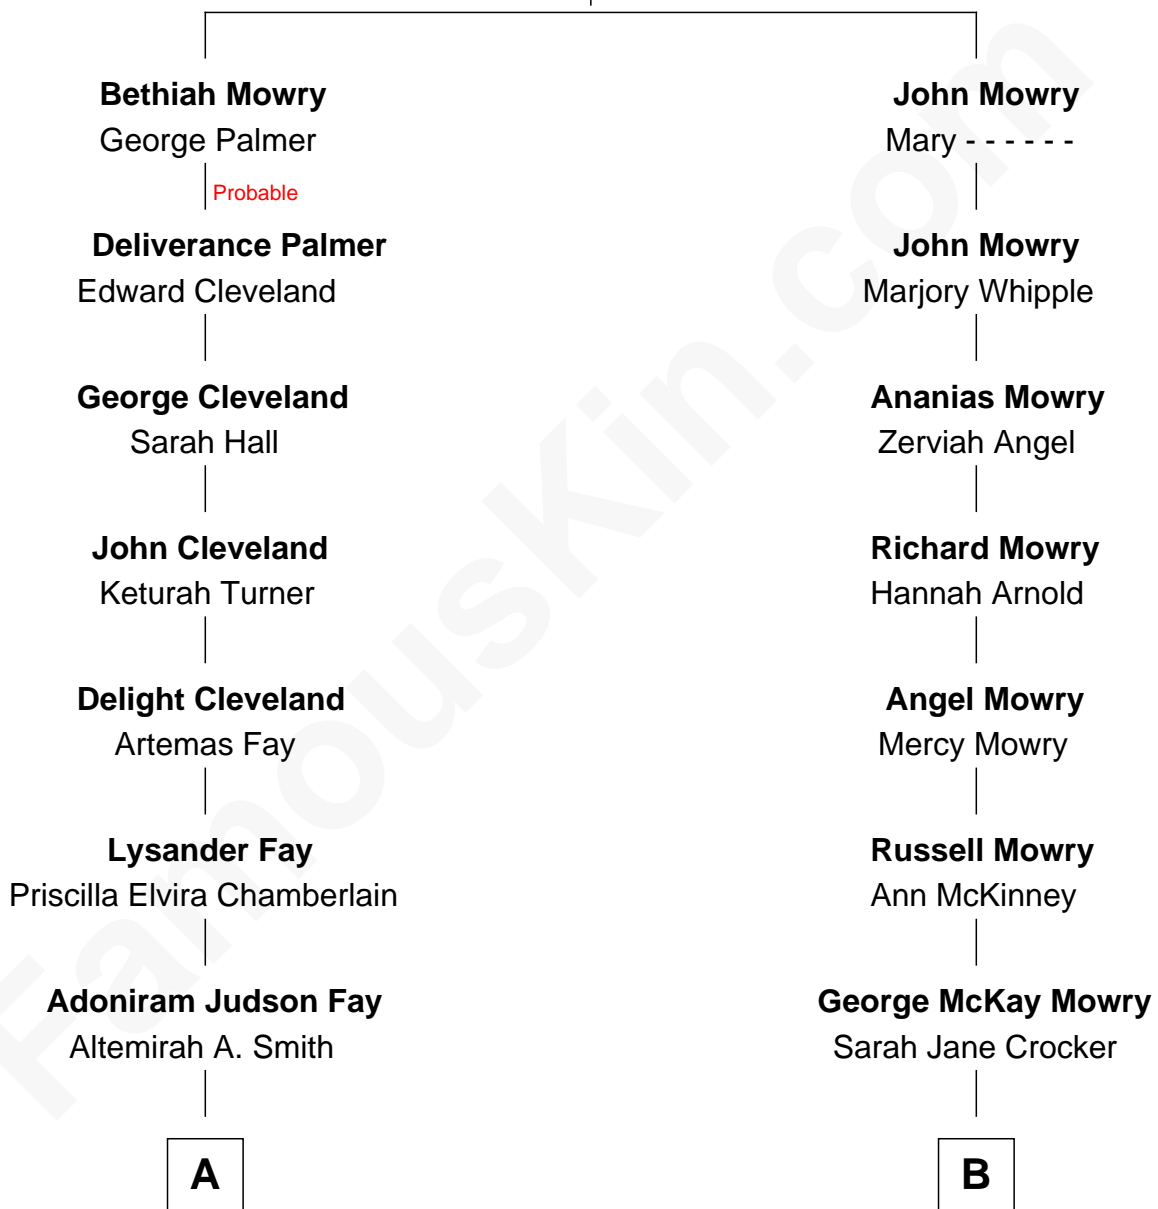 Bethiah Mowry
George Palmer
Probable
Deliverance Palmer
Edward Cleveland
George Cleveland
Sarah Hall
John Cleveland
Keturah Turner
Delight Cleveland
Artemas Fay
Lysander Fay
Priscilla Elvira Chamberlain
Adoniram Judson Fay
Altemirah A. Smith
A
John Mowry
Mary - - - - - -
John Mowry
Marjory Whipple
Ananias Mowry
Zerviah Angel
Richard Mowry
Hannah Arnold
Angel Mowry
Mercy Mowry
Russell Mowry
Ann McKinney
George McKay Mowry
Sarah Jane Crocker
B
FamousKin.com